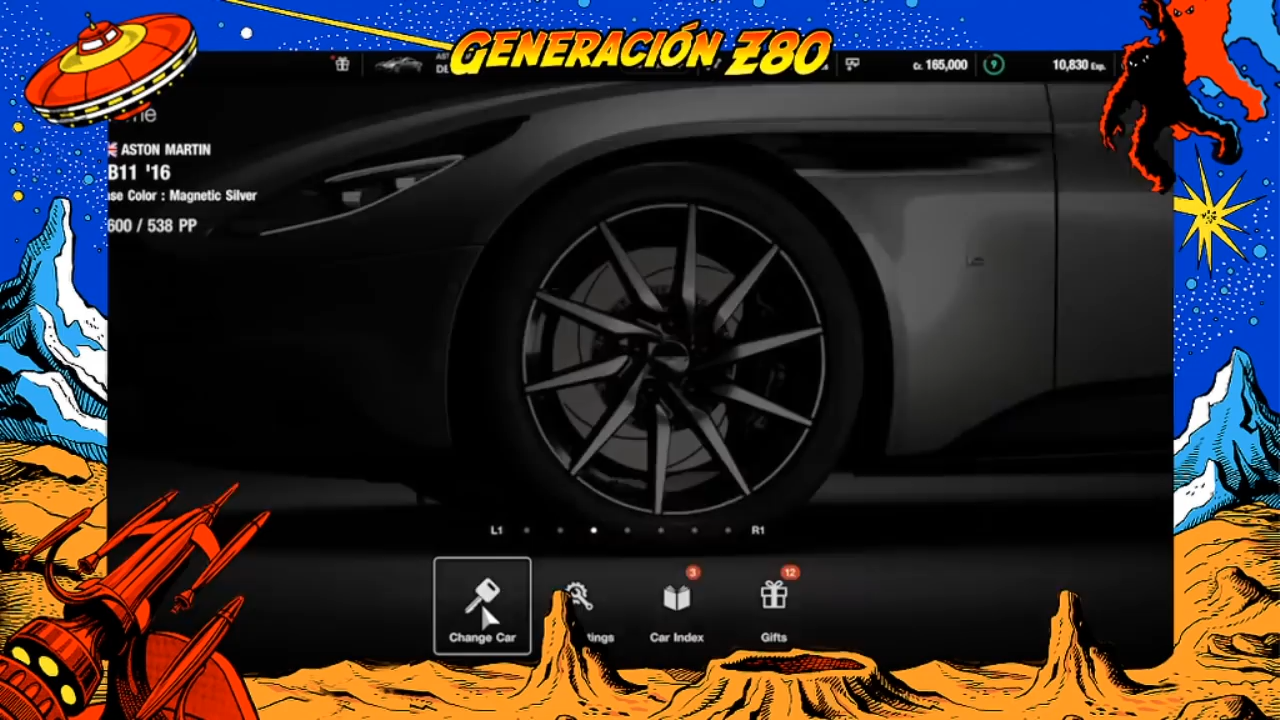 GENERACIÓN Z80
Cr. 165,000
9
10,830 Exp.
ASTON MARTIN
B11 '16
se Color : Magnetic Silver
600 / 538 PP
L1
R1
3
12
Change Car
tings
Car Index
Gifts